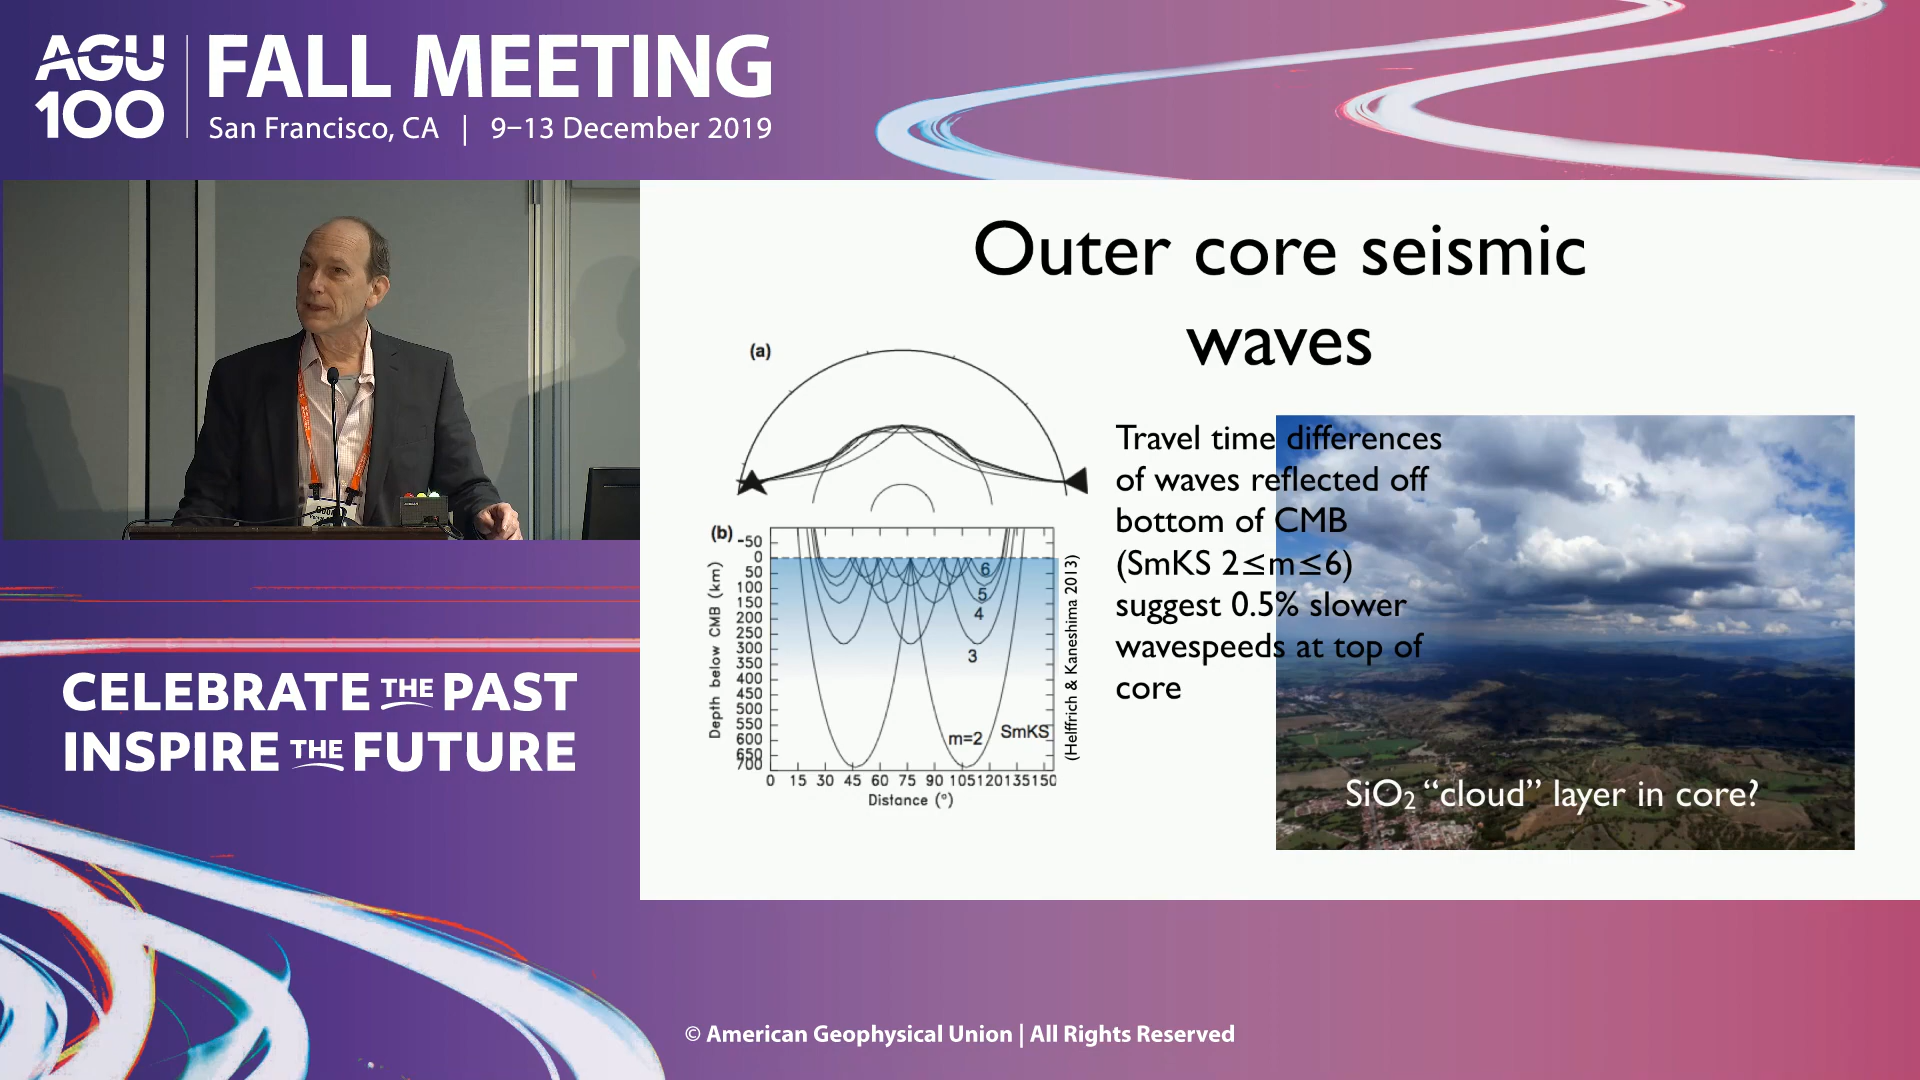 AGU
100
FALL MEETING
San Francisco, CA | 9–13 December 2019
Outer core seismic
waves
(a)
(b)
-50
0
50
100
150
200
250
300
350
400
450
500
550
600
650
700
Depth below CMB (km)
6
5
4
3
m=2
SmKS
0 15 30 45 60 75 90 105 120 135 150
Distance (°)
(Helffrich & Kaneshima 2013)
Travel time differences
of waves reflected off
bottom of CMB
(SmKS 2≤m≤6)
suggest 0.5% slower
wavespeeds at top of
core
SiO₂ “cloud” layer in core?
CELEBRATE THE PAST
INSPIRE THE FUTURE
© American Geophysical Union | All Rights Reserved